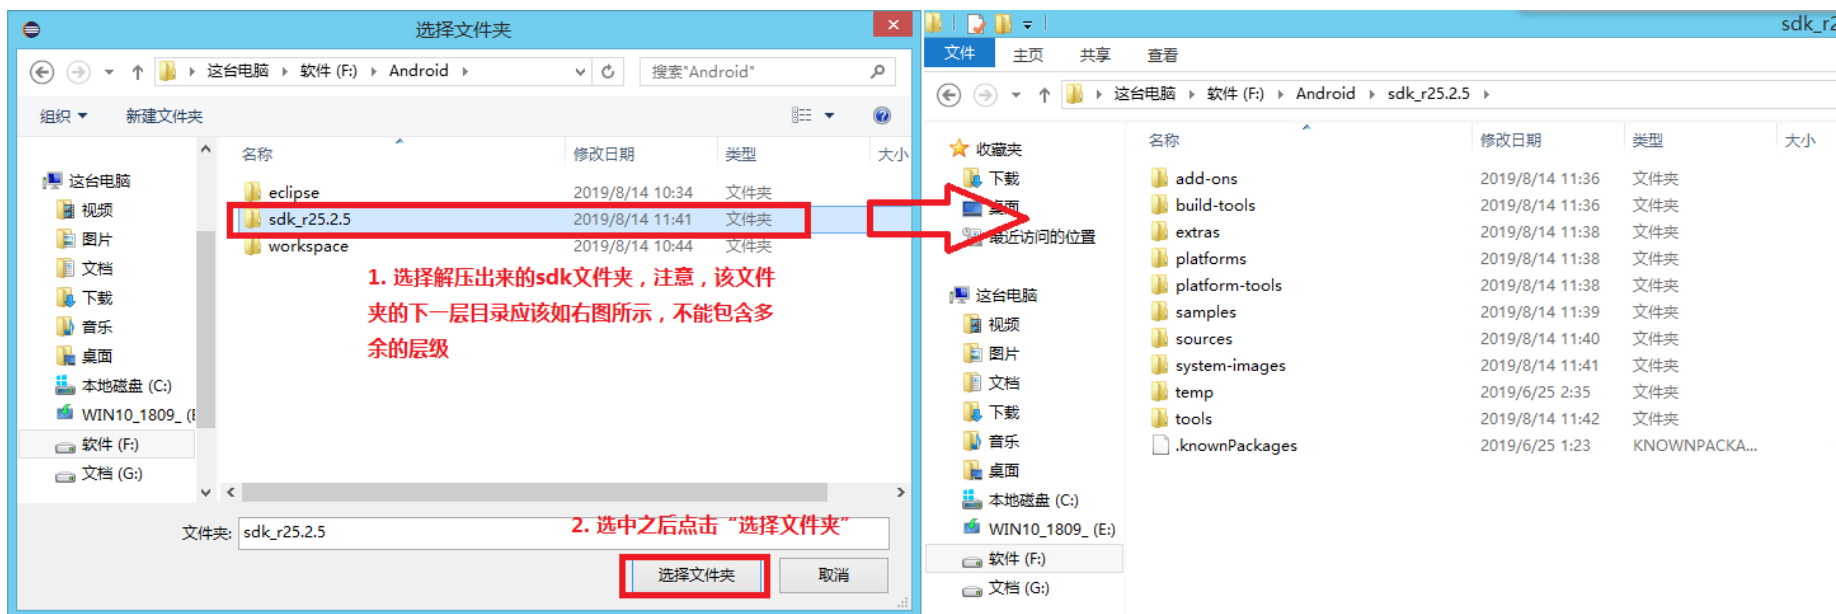 选择文件夹
这台电脑 软件 (F:) Android
搜索"Android"
组织 新建文件夹
名称 修改日期 类型 大小
eclipse 2019/8/14 10:34 文件夹
sdk_r25.2.5 2019/8/14 11:41 文件夹
workspace 2019/8/14 10:44 文件夹
这台电脑
视频
图片
文档
下载
音乐
桌面
本地磁盘 (C:)
WIN10_1809_ (E
软件 (F:)
文档 (G:)
1. 选择解压出来的sdk文件夹，注意，该文件
夹的下一层目录应该如右图所示，不能包含多
余的层级
文件夹: sdk_r25.2.5
2. 选中之后点击“选择文件夹”
选择文件夹 取消
sdk_r2
文件 主页 共享 查看
这台电脑 软件 (F:) Android sdk_r25.2.5
收藏夹
下载
桌面
最近访问的位置
这台电脑
视频
图片
文档
下载
音乐
桌面
本地磁盘 (C:)
WIN10_1809_ (E:)
软件 (F:)
文档 (G:)
名称 修改日期 类型 大小
add-ons 2019/8/14 11:36 文件夹
build-tools 2019/8/14 11:36 文件夹
extras 2019/8/14 11:38 文件夹
platforms 2019/8/14 11:38 文件夹
platform-tools 2019/8/14 11:38 文件夹
samples 2019/8/14 11:39 文件夹
sources 2019/8/14 11:40 文件夹
system-images 2019/8/14 11:41 文件夹
temp 2019/6/25 2:35 文件夹
tools 2019/8/14 11:42 文件夹
.knownPackages 2019/6/25 1:23 KNOWNPACKA...